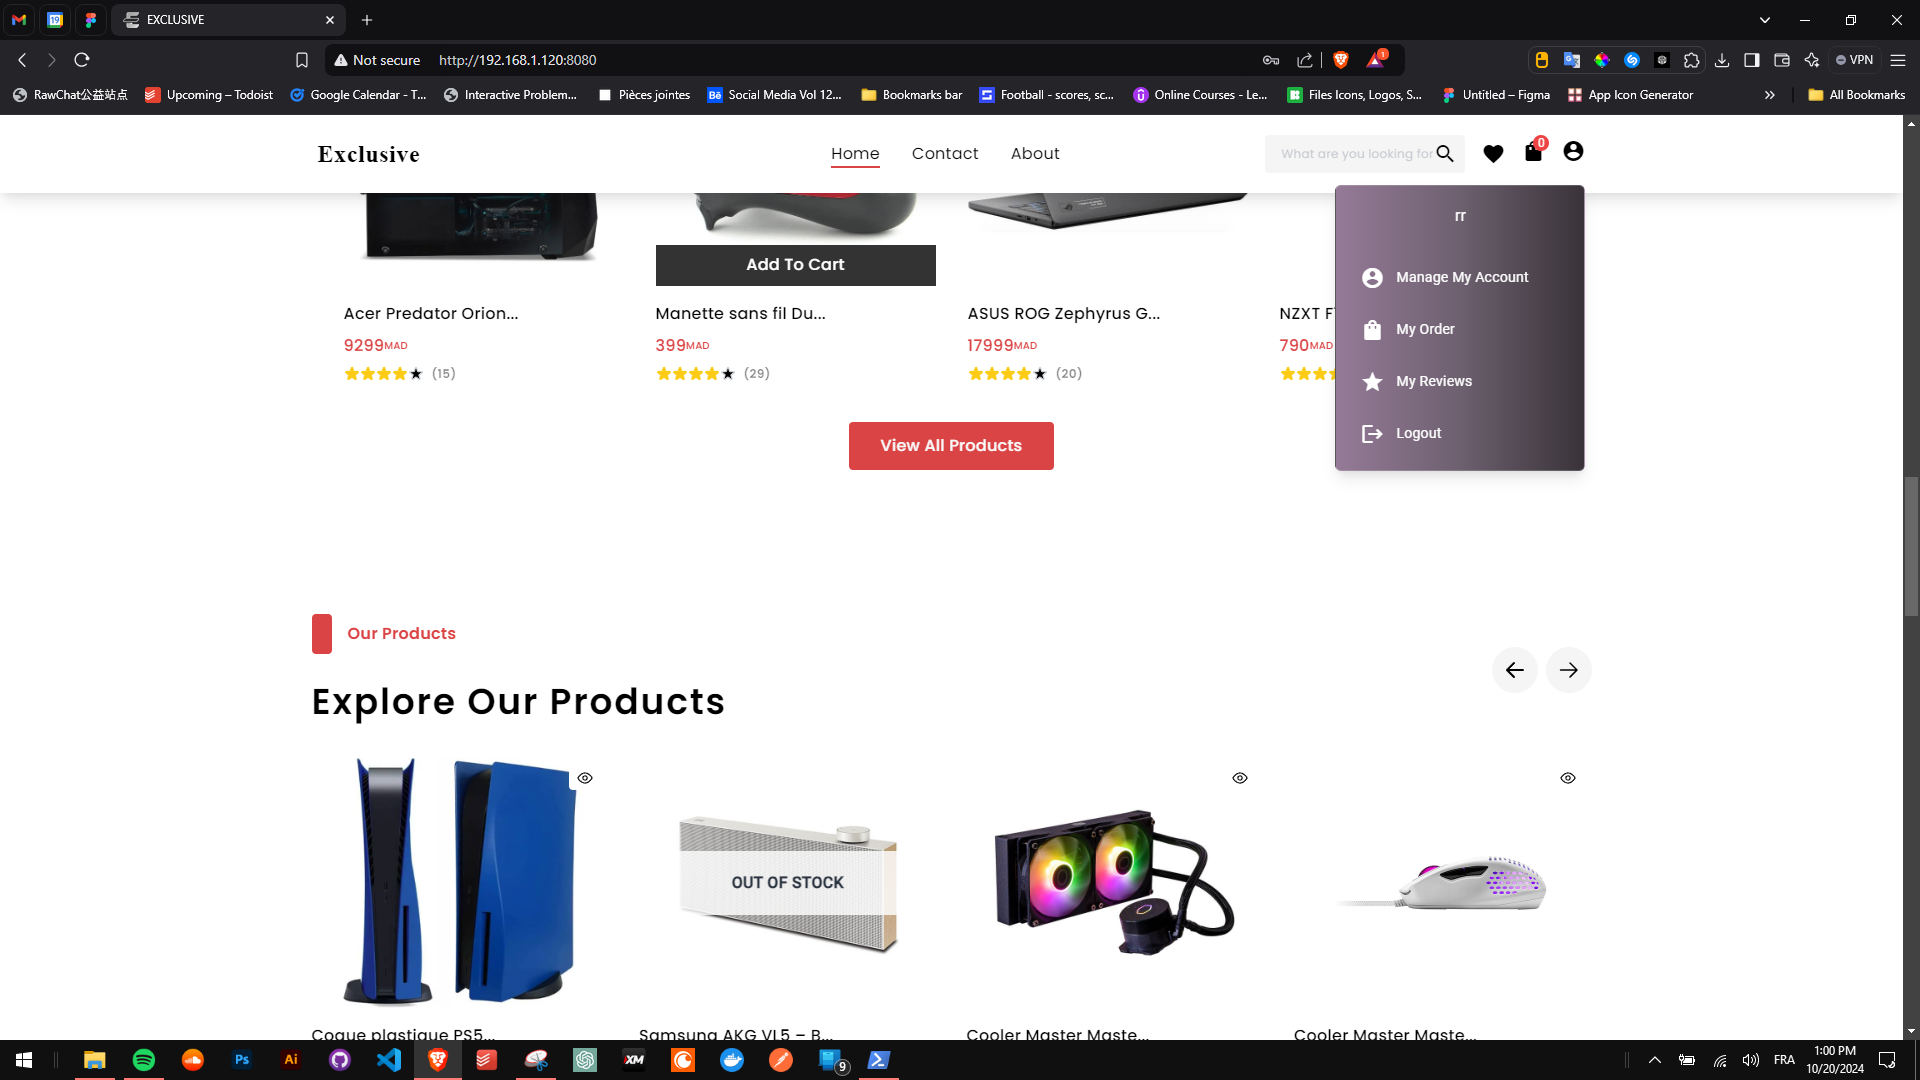 EXCLUSIVE
Not secure
http://192.168.1.120:8080
1
VPN
RawChat公益站点
Upcoming – Todoist
Google Calendar - T...
Interactive Problem...
Pièces jointes
Social Media Vol 12...
Bookmarks bar
Football - scores, sc...
Online Courses - Le...
Files Icons, Logos, S...
Untitled – Figma
App Icon Generator
All Bookmarks
Exclusive
Home
Contact
About
What are you looking for
0
rr
Manage My Account
My Order
My Reviews
Logout
Add To Cart
Acer Predator Orion...
9299MAD
(15)
Manette sans fil Du...
399MAD
(29)
ASUS ROG Zephyrus G...
17999MAD
(20)
NZXT
790MAD
View All Products
Our Products
Explore Our Products
OUT OF STOCK
Coque plastique PS5...
Samsung AKG VL5 – B...
Cooler Master Maste...
Cooler Master Maste...
Ps
Ai
XM
9
FRA
1:00 PM
10/20/2024